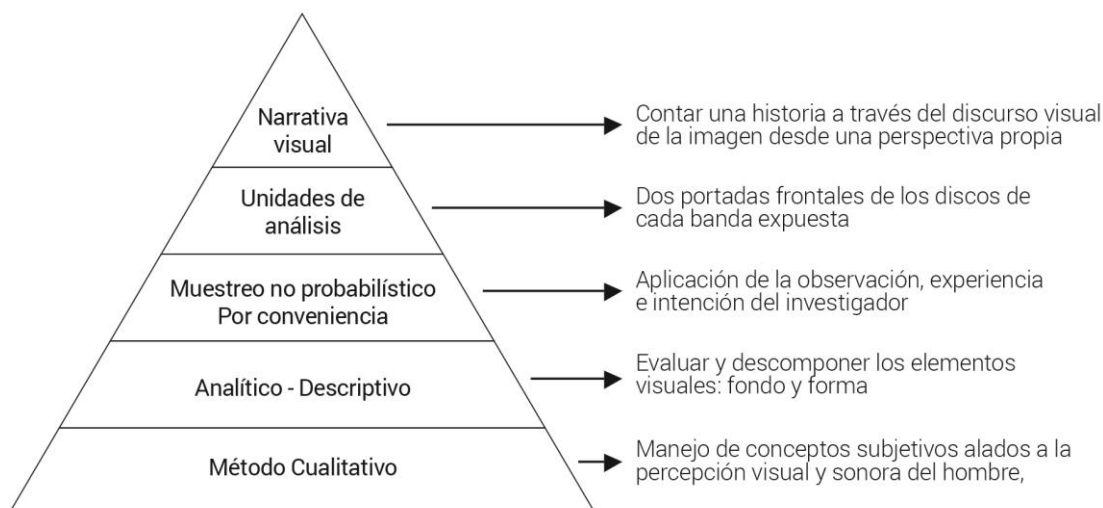 Narrativa
visual
Contar una historia a través del discurso visual
de la imagen desde una perspectiva propia
Unidades de
análisis
Dos portadas frontales de los discos de
cada banda expuesta
Muestreo no probabilístico
Por conveniencia
Aplicación de la observación, experiencia
e intención del investigador
Analítico - Descriptivo
Evaluar y descomponer los elementos
visuales: fondo y forma
Método Cualitativo
Manejo de conceptos subjetivos alados a la
percepción visual y sonora del hombre,